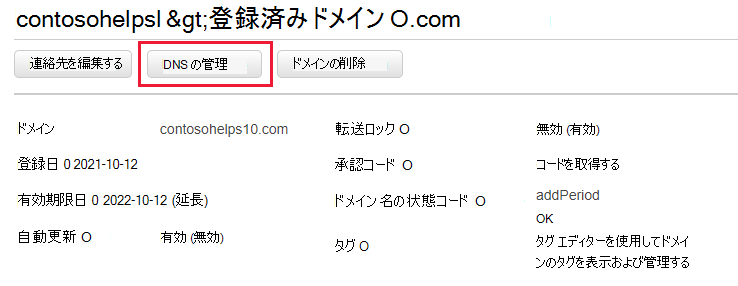 contosohelpsl &gt;登録済みドメイン O.com
連絡先を編集する
DNS の管理
ドメインの削除
ドメイン contosohelps10.com 転送ロック O 無効 (有効)
登録日 0 2021-10-12 承認コード O コードを取得する
有効期限日 0 2022-10-12 (延長) ドメイン名の状態コード O addPeriod
OK
自動更新 O 有効 (無効) タグ O タグ エディターを使用してドメイ
ンのタグを表示および管理する